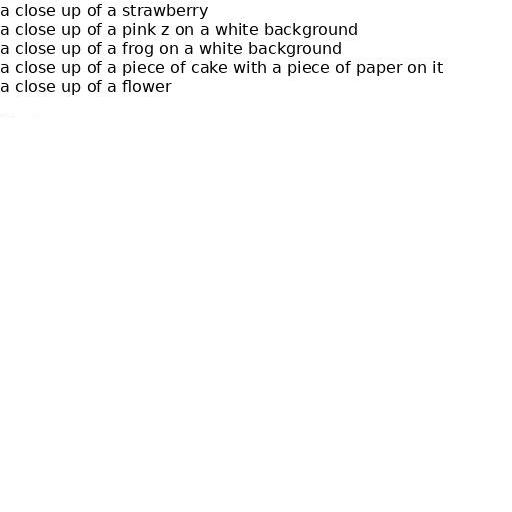 a close up of a strawberry
a close up of a pink z on a white background
a close up of a frog on a white background
a close up of a piece of cake with a piece of paper on it
a close up of a flower